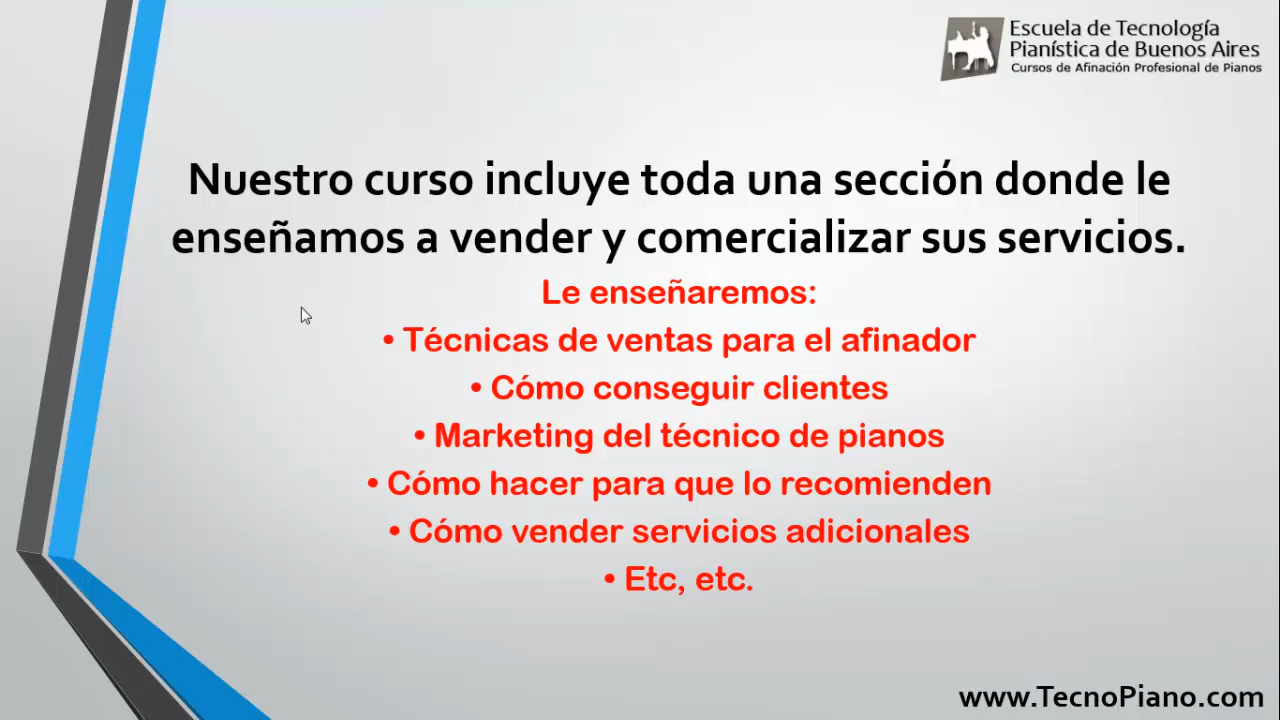 Escuela de Tecnología
Pianística de Buenos Aires
Cursos de Afinación Profesional de Pianos
Nuestro curso incluye toda una sección donde le
enseñamos a vender y comercializar sus servicios.
Le enseñaremos:
• Técnicas de ventas para el afinador
• Cómo conseguir clientes
• Marketing del técnico de pianos
• Cómo hacer para que lo recomienden
• Cómo vender servicios adicionales
• Etc, etc.
www.TecnoPiano.com